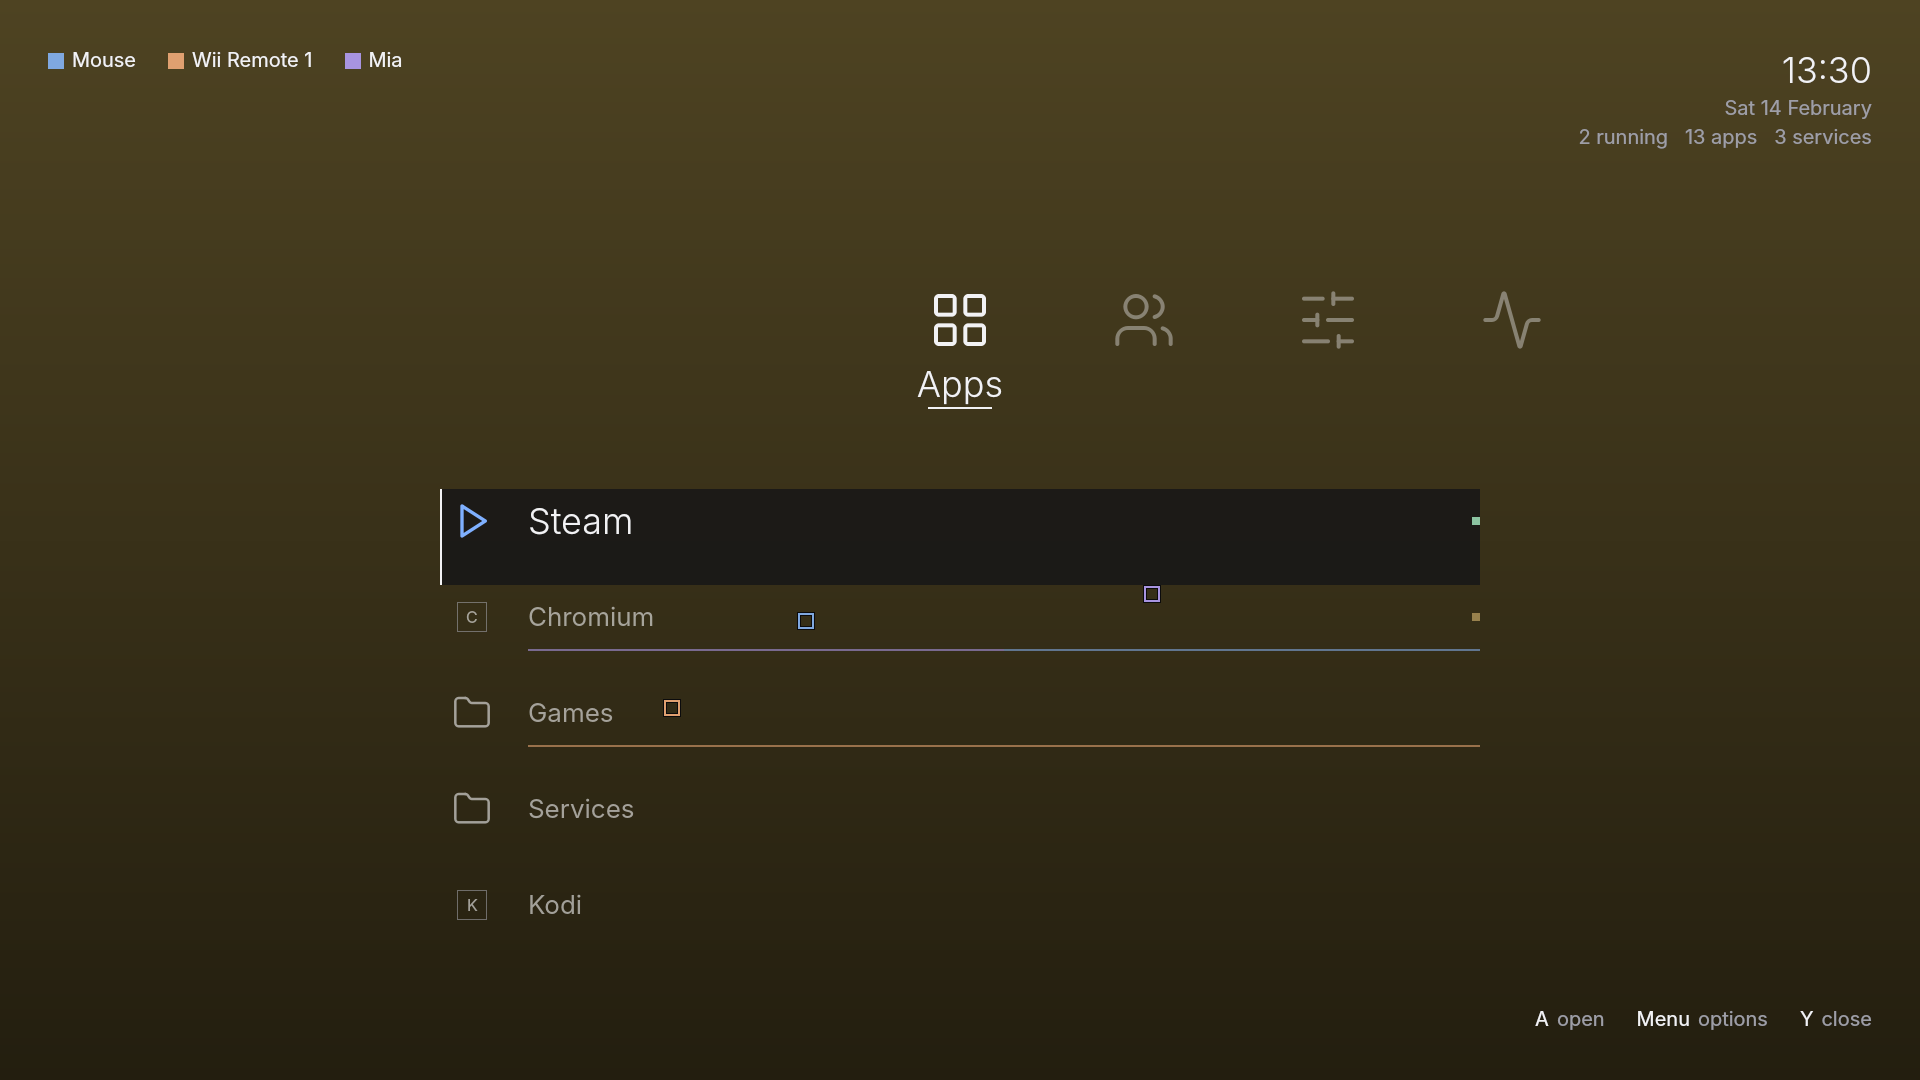 Mouse Wii Remote 1 Mia
13:30
Sat 14 February
2 running 13 apps 3 services
Apps
Steam
C Chromium
Games
Services
K Kodi
A open Menu options Y close